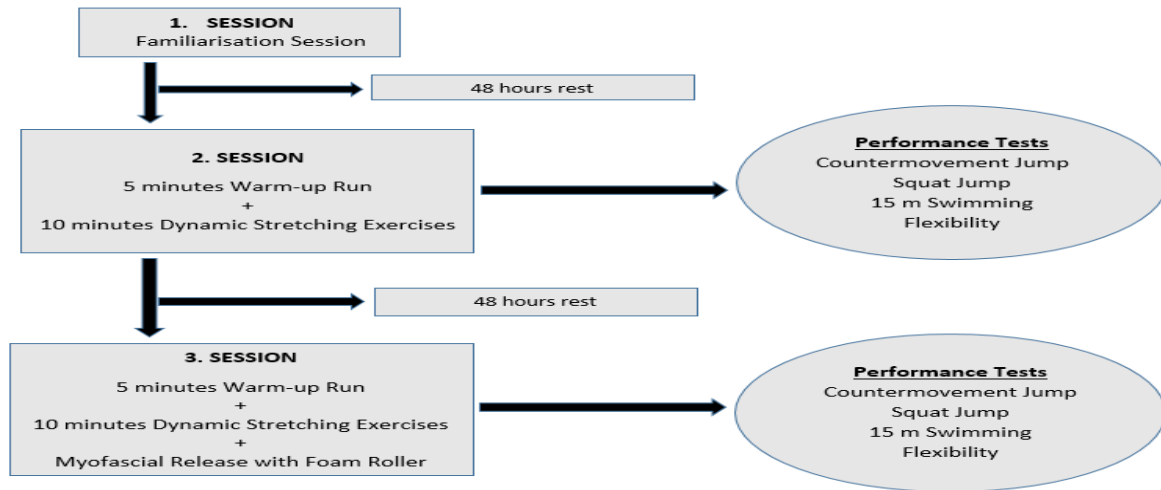 1. SESSION
Familiarisation Session
48 hours rest
2. SESSION
5 minutes Warm-up Run
+
10 minutes Dynamic Stretching Exercises
Performance Tests
Countermovement Jump
Squat Jump
15 m Swimming
Flexibility
48 hours rest
3. SESSION
5 minutes Warm-up Run
+
10 minutes Dynamic Stretching Exercises
+
Myofascial Release with Foam Roller
Performance Tests
Countermovement Jump
Squat Jump
15 m Swimming
Flexibility